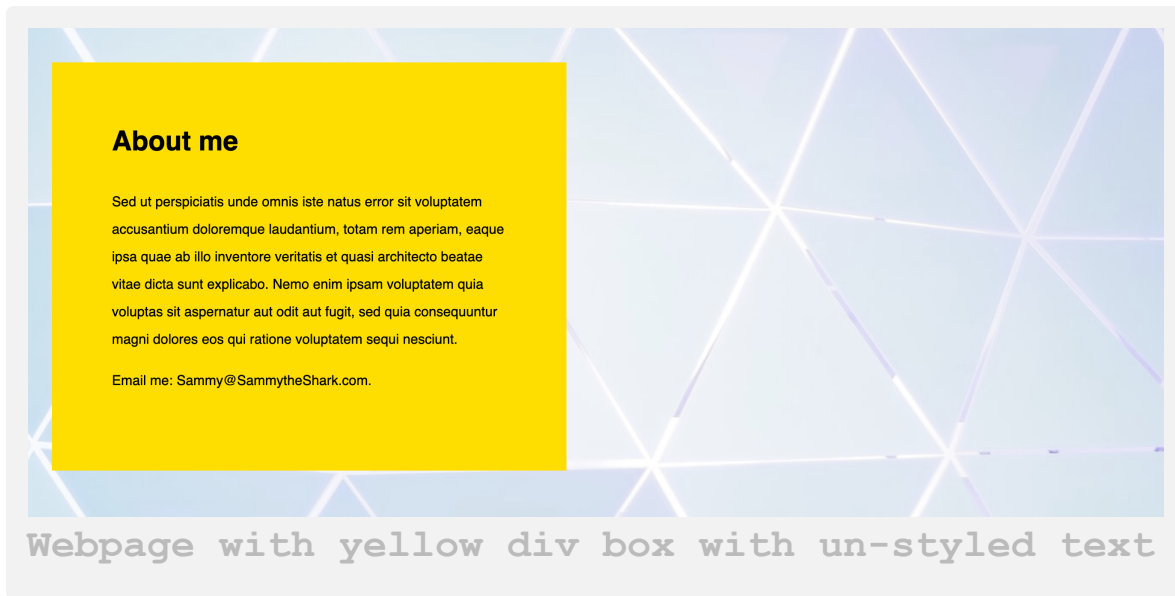 About me
Sed ut perspiciatis unde omnis iste natus error sit voluptatem
accusantium doloremque laudantium, totam rem aperiam, eaque
ipsa quae ab illo inventore veritatis et quasi architecto beatae
vitae dicta sunt explicabo. Nemo enim ipsam voluptatem quia
voluptas sit aspernatur aut odit aut fugit, sed quia consequuntur
magni dolores eos qui ratione voluptatem sequi nesciunt.
Email me: Sammy@SammytheShark.com.
Webpage with yellow div box with un-styled text